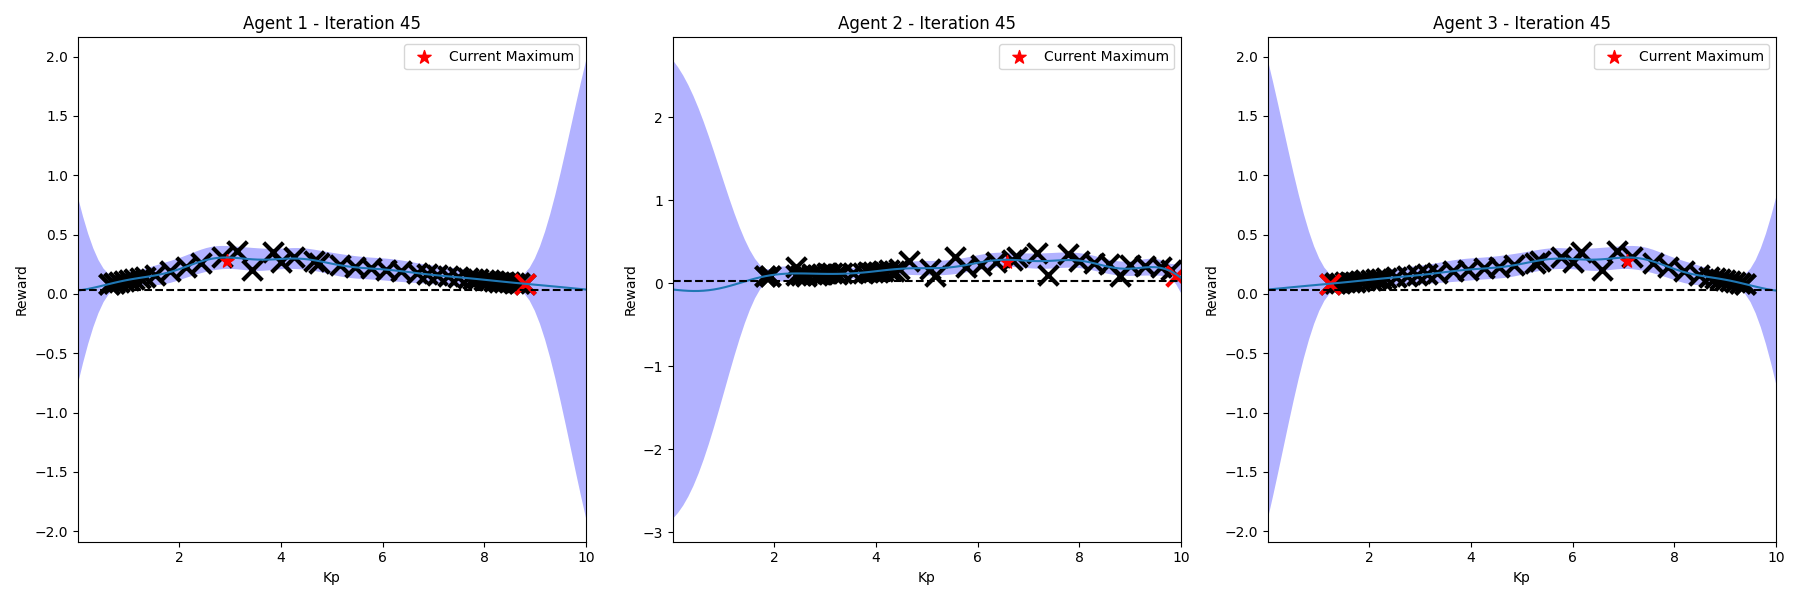 Agent 1 - Iteration 45
Current Maximum
2.0
1.5
1.0
0.5
0.0
−0.5
−1.0
−1.5
−2.0
Reward
2 4 6 8 10
Kp
Agent 2 - Iteration 45
Current Maximum
2
1
0
−1
−2
−3
Reward
2 4 6 8 10
Kp
Agent 3 - Iteration 45
Current Maximum
2.0
1.5
1.0
0.5
0.0
−0.5
−1.0
−1.5
−2.0
Reward
2 4 6 8 10
Kp